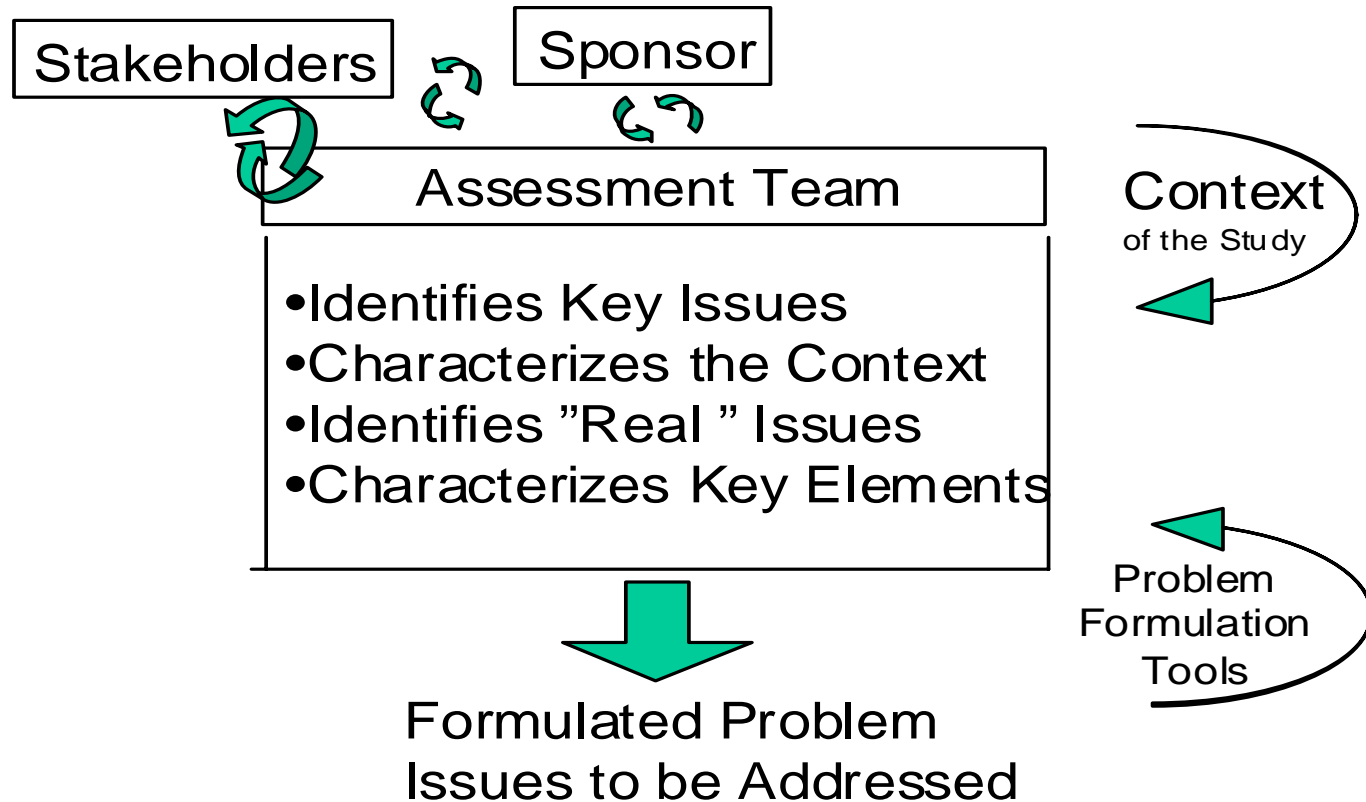 Stakeholders
Sponsor
Assessment Team
•Identifies Key Issues
•Characterizes the Context
•Identifies ”Real ” Issues
•Characterizes Key Elements
Context
of the Study
Problem
Formulation
Tools
Formulated Problem
Issues to be Addressed